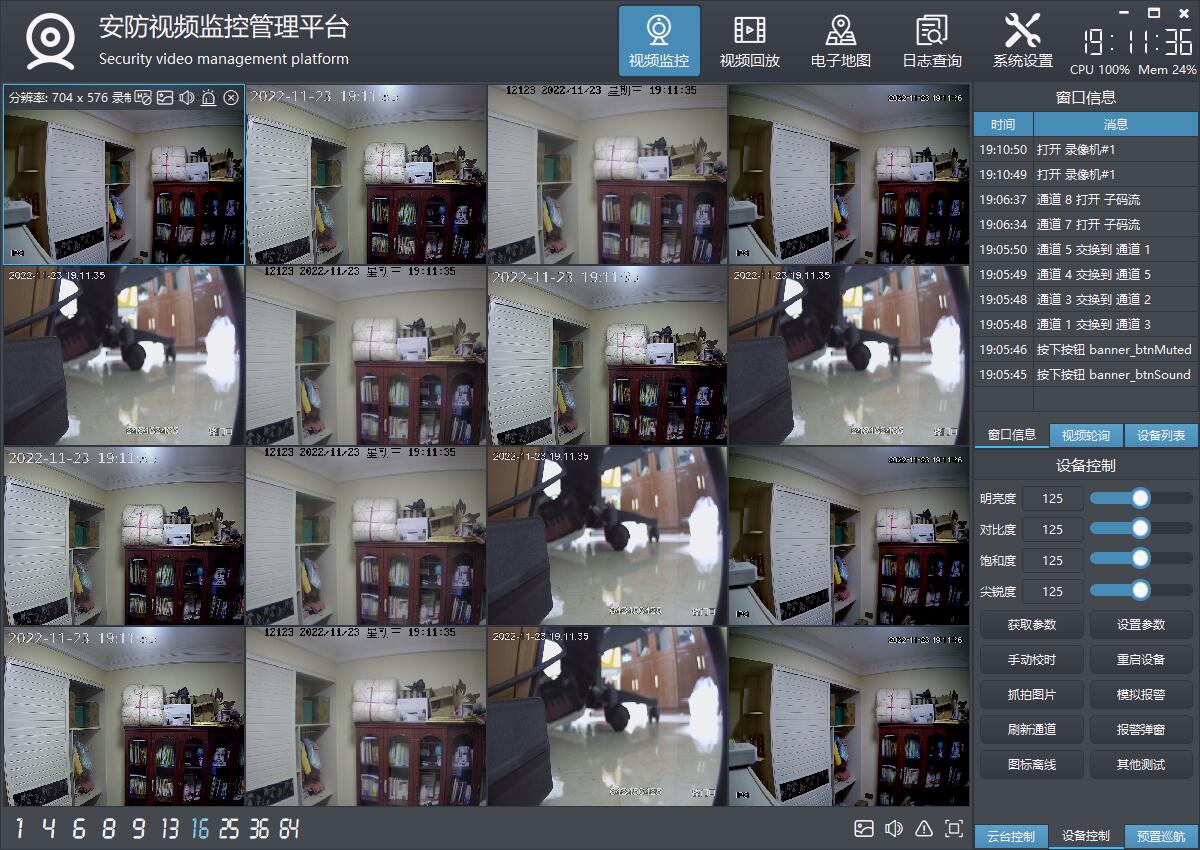 安防视频监控管理平台
Security video management platform
视频监控
视频回放
电子地图
日志查询
系统设置
19:11:36
CPU 100% Mem 24%
分辨率: 704 x 576 录制
2022-11-23 19:11:35
12123 2022/11/23 星期三 19:11:35
2022-11-23 19:11:36
2022-11-23 19:11:35
12123 2022/11/23 星期三 19:11:35
2022-11-23 19:11:35
2022-11-23 19:11:35
2022-11-23 19:11:35
12123 2022/11/23 星期三 19:11:35
2022-11-23 19:11:35
2022-11-23 19:11:36
2022-11-23 19:11:35
12123 2022/11/23 星期三 19:11:35
2022-11-23 19:11:35
2022-11-23 19:11:36
窗口信息
时间 消息
19:10:50 打开 录像机#1
19:10:49 打开 录像机#1
19:06:37 通道 8 打开 子码流
19:06:34 通道 7 打开 子码流
19:05:50 通道 5 交换到 通道 1
19:05:49 通道 4 交换到 通道 5
19:05:48 通道 3 交换到 通道 2
19:05:48 通道 1 交换到 通道 3
19:05:46 按下按钮 banner_btnMuted
19:05:45 按下按钮 banner_btnSound
窗口信息 视频轮询 设备列表
设备控制
明亮度 125
对比度 125
饱和度 125
尖锐度 125
获取参数 设置参数
手动校时 重启设备
抓拍图片 模拟报警
刷新通道 报警弹窗
图标离线 其他测试
云台控制 设备控制 预置巡航
1 4 6 8 9 13 16 25 36 64